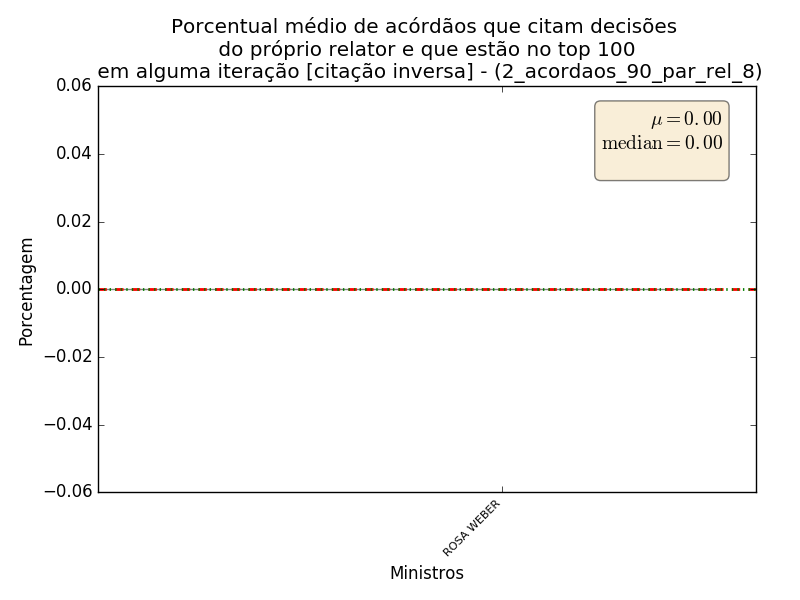 Porcentual médio de acórdãos que citam decisões
do próprio relator e que estão no top 100
em alguma iteração [citação inversa] - (2_acordaos_90_par_rel_8)
0.06
μ = 0.00
median = 0.00
0.04
0.02
0.00
−0.02
−0.04
−0.06
Porcentagem
ROSA WEBER
Ministros